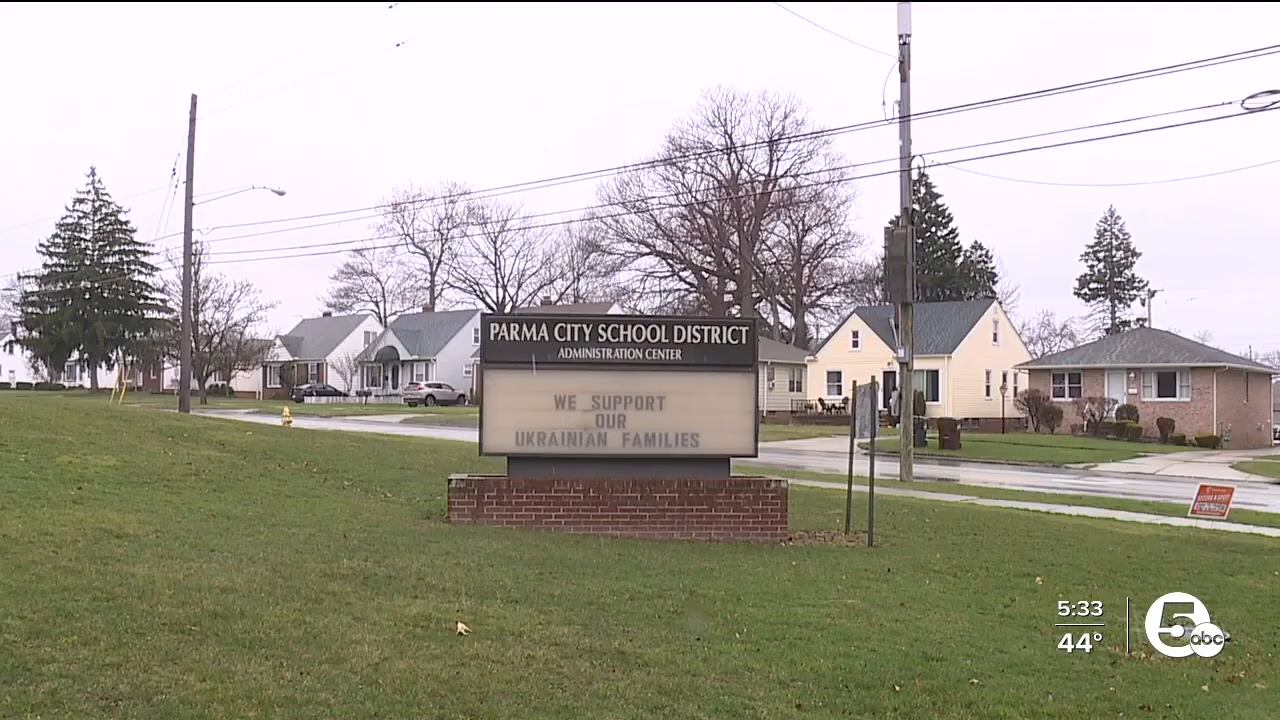 PARMA CITY SCHOOL DISTRICT
ADMINISTRATION CENTER
WE SUPPORT
OUR
UKRAINIAN FAMILIES
5:33
44°
5 abc